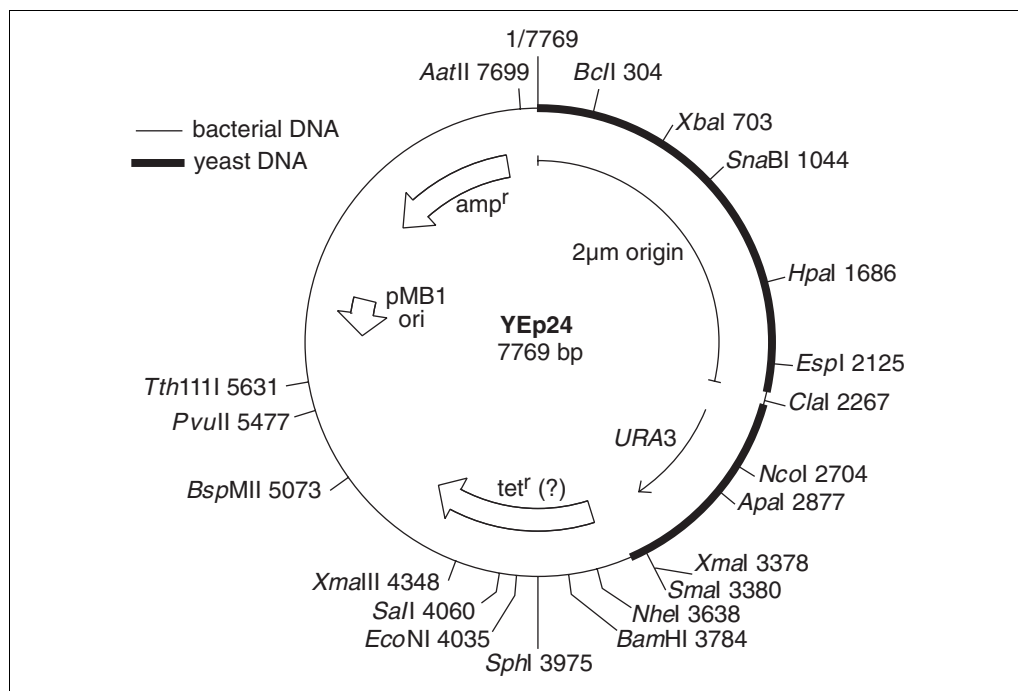 1/7769
AatII 7699
BclI 304
XbaI 703
SnaBI 1044
bacterial DNA
yeast DNA
ampʳ
2µm origin
HpaI 1686
pMB1
ori
YEp24
7769 bp
EspI 2125
ClaI 2267
Tth111I 5631
PvuII 5477
URA3
NcoI 2704
ApaI 2877
BspMII 5073
tetʳ (?)
XmaI 3378
SmaI 3380
XmaIII 4348
SalI 4060
NheI 3638
EcoNI 4035
BamHI 3784
SphI 3975